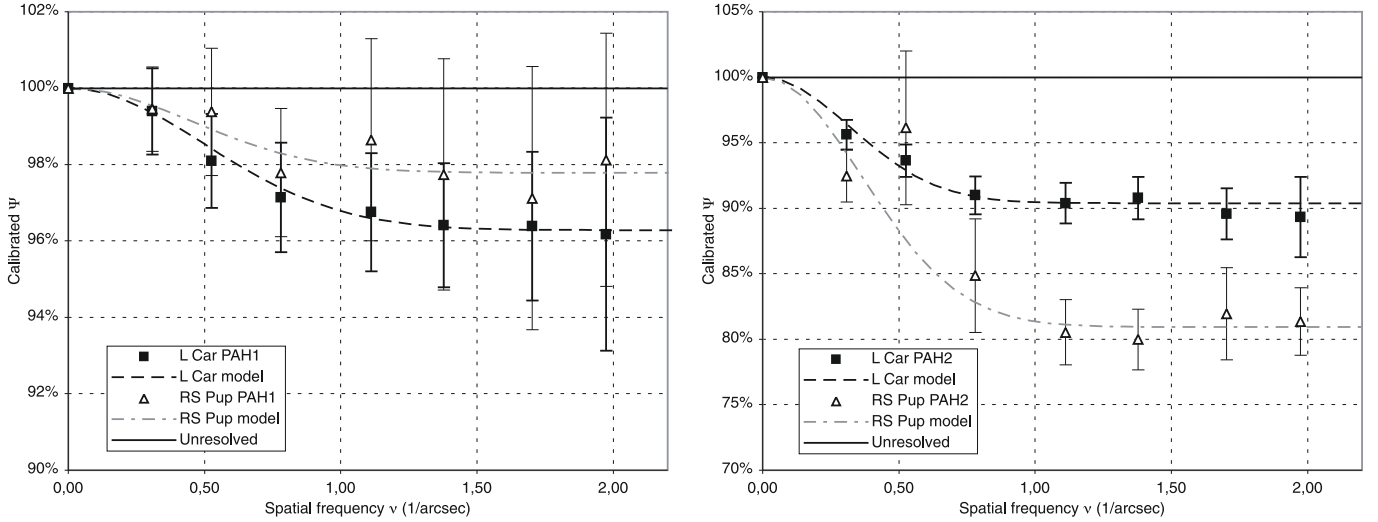 102%
100%
98%
96%
94%
92%
90%
Calibrated Ψ
L Car PAH1
L Car model
RS Pup PAH1
RS Pup model
Unresolved
0,00 0,50 1,00 1,50 2,00
Spatial frequency ν (1/arcsec)
105%
100%
95%
90%
85%
80%
75%
70%
Calibrated Ψ
L Car PAH2
L Car model
RS Pup PAH2
RS Pup model
Unresolved
0,00 0,50 1,00 1,50 2,00
Spatial frequency ν (1/arcsec)